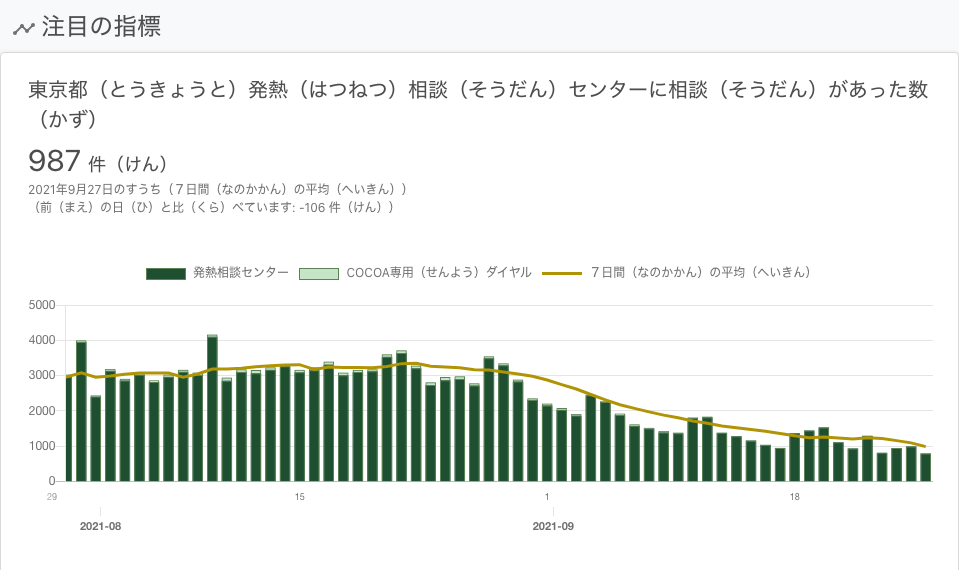 注目の指標
東京都（とうきょうと）発熱（はつねつ）相談（そうだん）センターに相談（そうだん）があった数
（かず）
987 件（けん）
2021年9月27日のすうち（７日間（なのかかん）の平均（へいきん））
（前（まえ）の日（ひ）と比（くら）べています: -106 件（けん））
発熱相談センター COCOA専用（せんよう）ダイヤル ７日間（なのかかん）の平均（へいきん）
5000
4000
3000
2000
1000
0
29 15 1 18
2021-08 2021-09